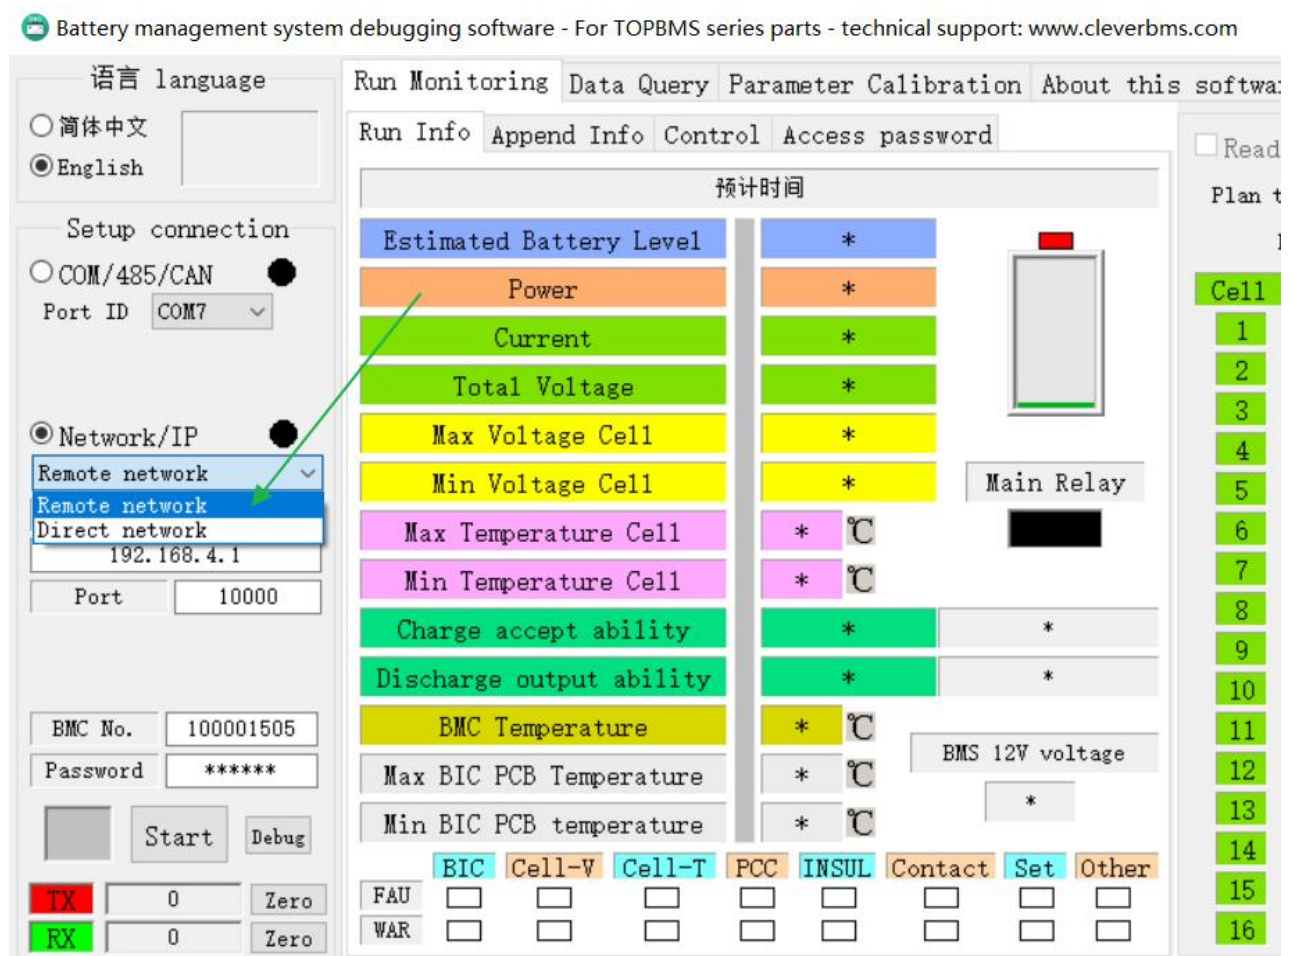 Battery management system debugging software - For TOPBMS series parts - technical support: www.cleverbms.com
语言 language
简体中文
English
Setup connection
COM/485/CAN
Port ID COM7
Network/IP
Remote network
Remote network
Direct network
192.168.4.1
Port 10000
BMC No. 100001505
Password ******
Start Debug
TX 0 Zero
RX 0 Zero
Run Monitoring Data Query Parameter Calibration About this softwa
Run Info Append Info Control Access password
预计时间
Estimated Battery Level *
Power *
Current *
Total Voltage *
Max Voltage Cell *
Min Voltage Cell *
Max Temperature Cell * ℃
Min Temperature Cell * ℃
Charge accept ability * *
Discharge output ability * *
BMC Temperature * ℃
Max BIC PCB Temperature * ℃
Min BIC PCB temperature * ℃
Main Relay
BMS 12V voltage
*
BIC Cell-V Cell-T PCC INSUL Contact Set Other
FAU
WAR
Read
Plan t
Cell
1
2
3
4
5
6
7
8
9
10
11
12
13
14
15
16